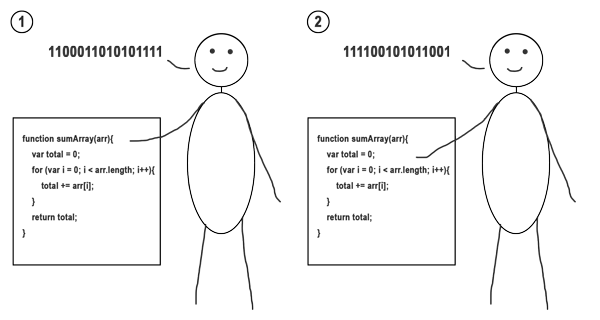 1
1100011010101111
function sumArray(arr){
var total = 0;
for (var i = 0; i < arr.length; i++){
total += arr[i];
}
return total;
}
2
111100101011001
function sumArray(arr){
var total = 0;
for (var i = 0; i < arr.length; i++){
total += arr[i];
}
return total;
}